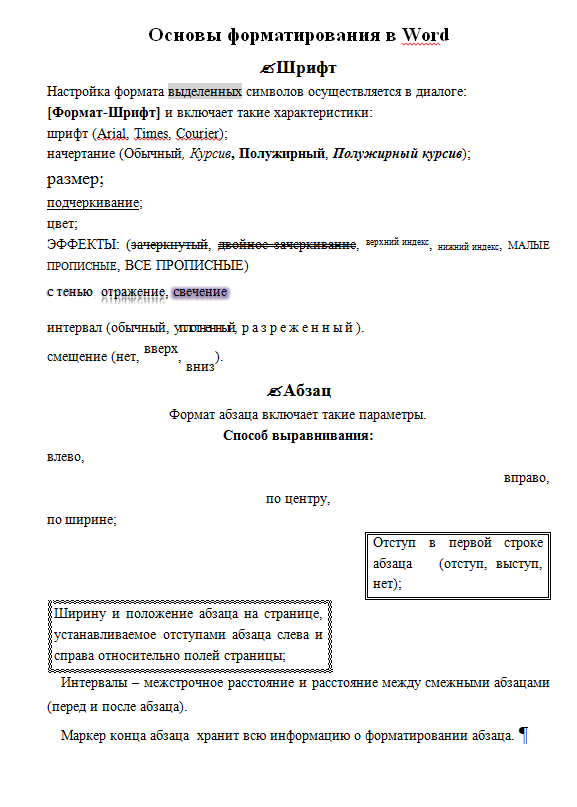 Основы форматирования в Word
✍Шрифт
Настройка формата выделенных символов осуществляется в диалоге:
[Формат-Шрифт] и включает такие характеристики:
шрифт (Arial, Times, Courier);
начертание (Обычный, Курсив, Полужирный, Полужирный курсив);
размер;
подчеркивание;
цвет;
ЭФФЕКТЫ: (зачеркнутый, двойное зачеркивание, верхний индекс, нижний индекс, МАЛЫЕ
ПРОПИСНЫЕ, ВСЕ ПРОПИСНЫЕ)
с тенью. отражение, свечение
интервал (обычный, уплотненный, разреженный).
смещение (нет, вверх, вниз).
✍Абзац
Формат абзаца включает такие параметры.
Способ выравнивания:
влево,
вправо,
по центру,
по ширине;
Отступ в первой строке
абзаца (отступ, выступ,
нет);
Ширину и положение абзаца на странице,
устанавливаемое отступами абзаца слева и
справа относительно полей страницы;
Интервалы – межстрочное расстояние и расстояние между смежными абзацами
(перед и после абзаца).
Маркер конца абзаца хранит всю информацию о форматировании абзаца. ¶